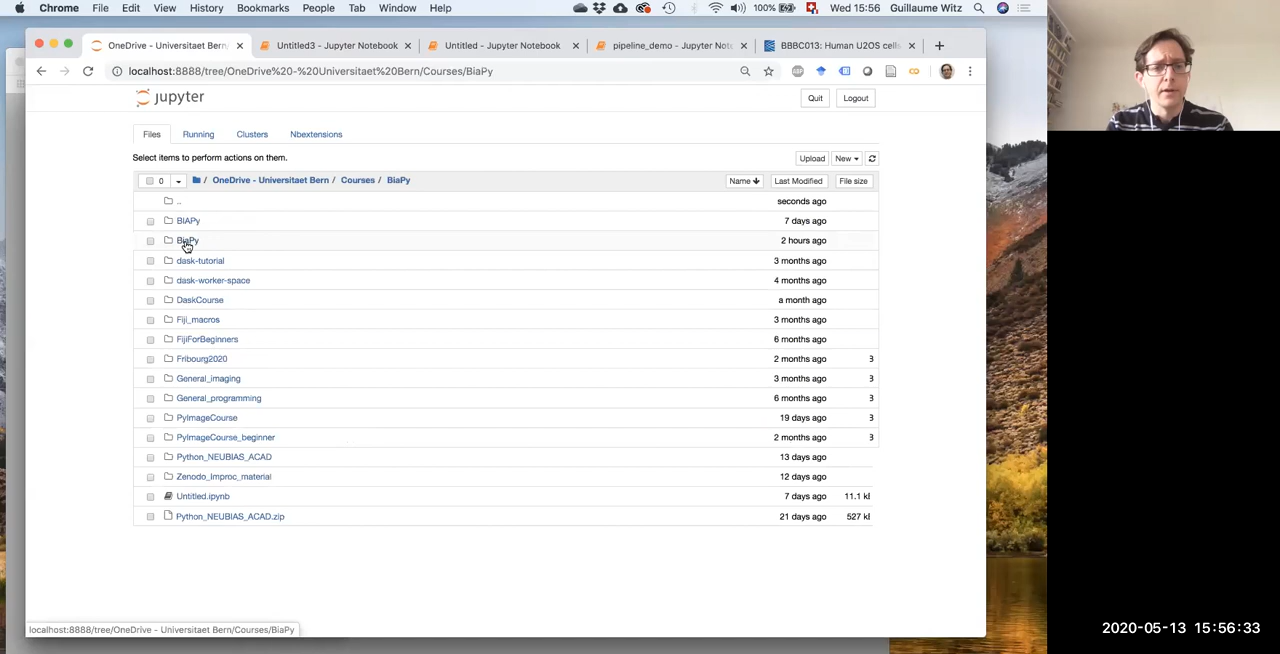 Chrome File Edit View History Bookmarks People Tab Window Help 100% Wed 15:56 Guillaume Witz
OneDrive - Universitaet Bern/ Untitled3 - Jupyter Notebook Untitled - Jupyter Notebook pipeline_demo - Jupyter Not BBBC013: Human U2OS cells
localhost:8888/tree/OneDrive%20-%20Universitaet%20Bern/Courses/BiaPy
jupyter Quit Logout
Files Running Clusters Nbextensions
Select items to perform actions on them. Upload New
0 / OneDrive - Universitaet Bern / Courses / BiaPy Name Last Modified File size
.. seconds ago
BIAPy 7 days ago
BiaPy 2 hours ago
dask-tutorial 3 months ago
dask-worker-space 4 months ago
DaskCourse a month ago
Fiji_macros 3 months ago
FijiForBeginners 6 months ago
Fribourg2020 2 months ago
General_imaging 3 months ago
General_programming 6 months ago
PyImageCourse 19 days ago
PyImageCourse_beginner 2 months ago
Python_NEUBIAS_ACAD 13 days ago
Zenodo_Improc_material 12 days ago
Untitled.ipynb 7 days ago 11.1 k
Python_NEUBIAS_ACAD.zip 21 days ago 527 k
localhost:8888/tree/OneDrive - Universitaet Bern/Courses/BiaPy
2020-05-13 15:56:33